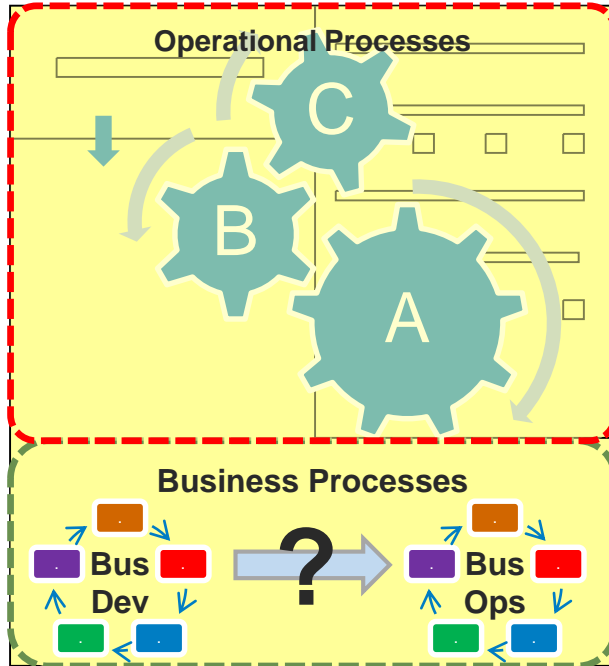 Operational Processes
C
B
A
Business Processes
.
.
.
.
.
Bus
Dev
?
.
.
.
.
.
Bus
Ops